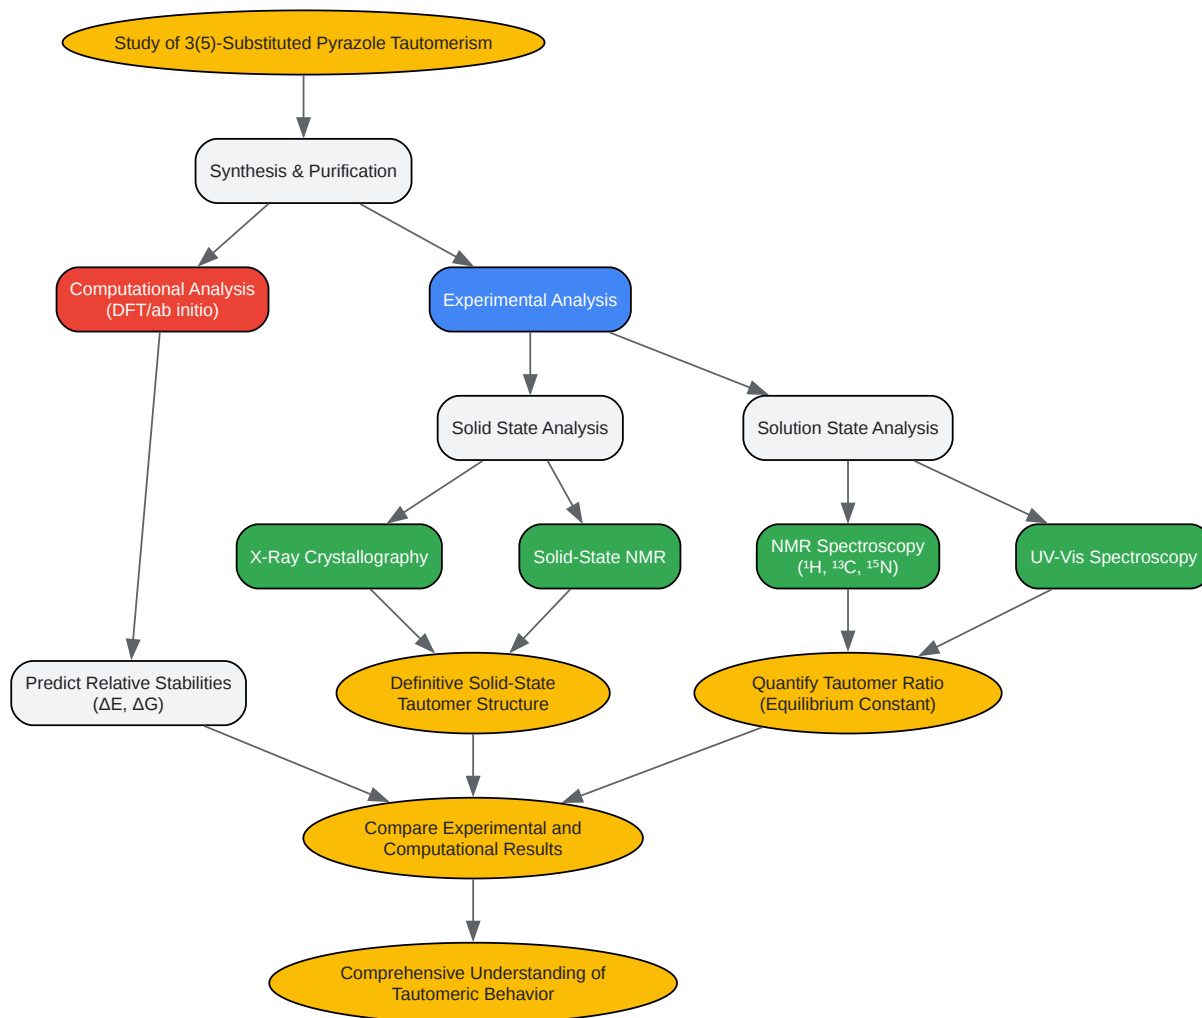 Study of 3(5)-Substituted Pyrazole Tautomerism
Synthesis & Purification
Computational Analysis
(DFT/ab initio)
Experimental Analysis
Solid State Analysis
Solution State Analysis
X-Ray Crystallography
Solid-State NMR
NMR Spectroscopy
(¹H, ¹³C, ¹⁵N)
UV-Vis Spectroscopy
Predict Relative Stabilities
(ΔE, ΔG)
Definitive Solid-State
Tautomer Structure
Quantify Tautomer Ratio
(Equilibrium Constant)
Compare Experimental and
Computational Results
Comprehensive Understanding of
Tautomeric Behavior